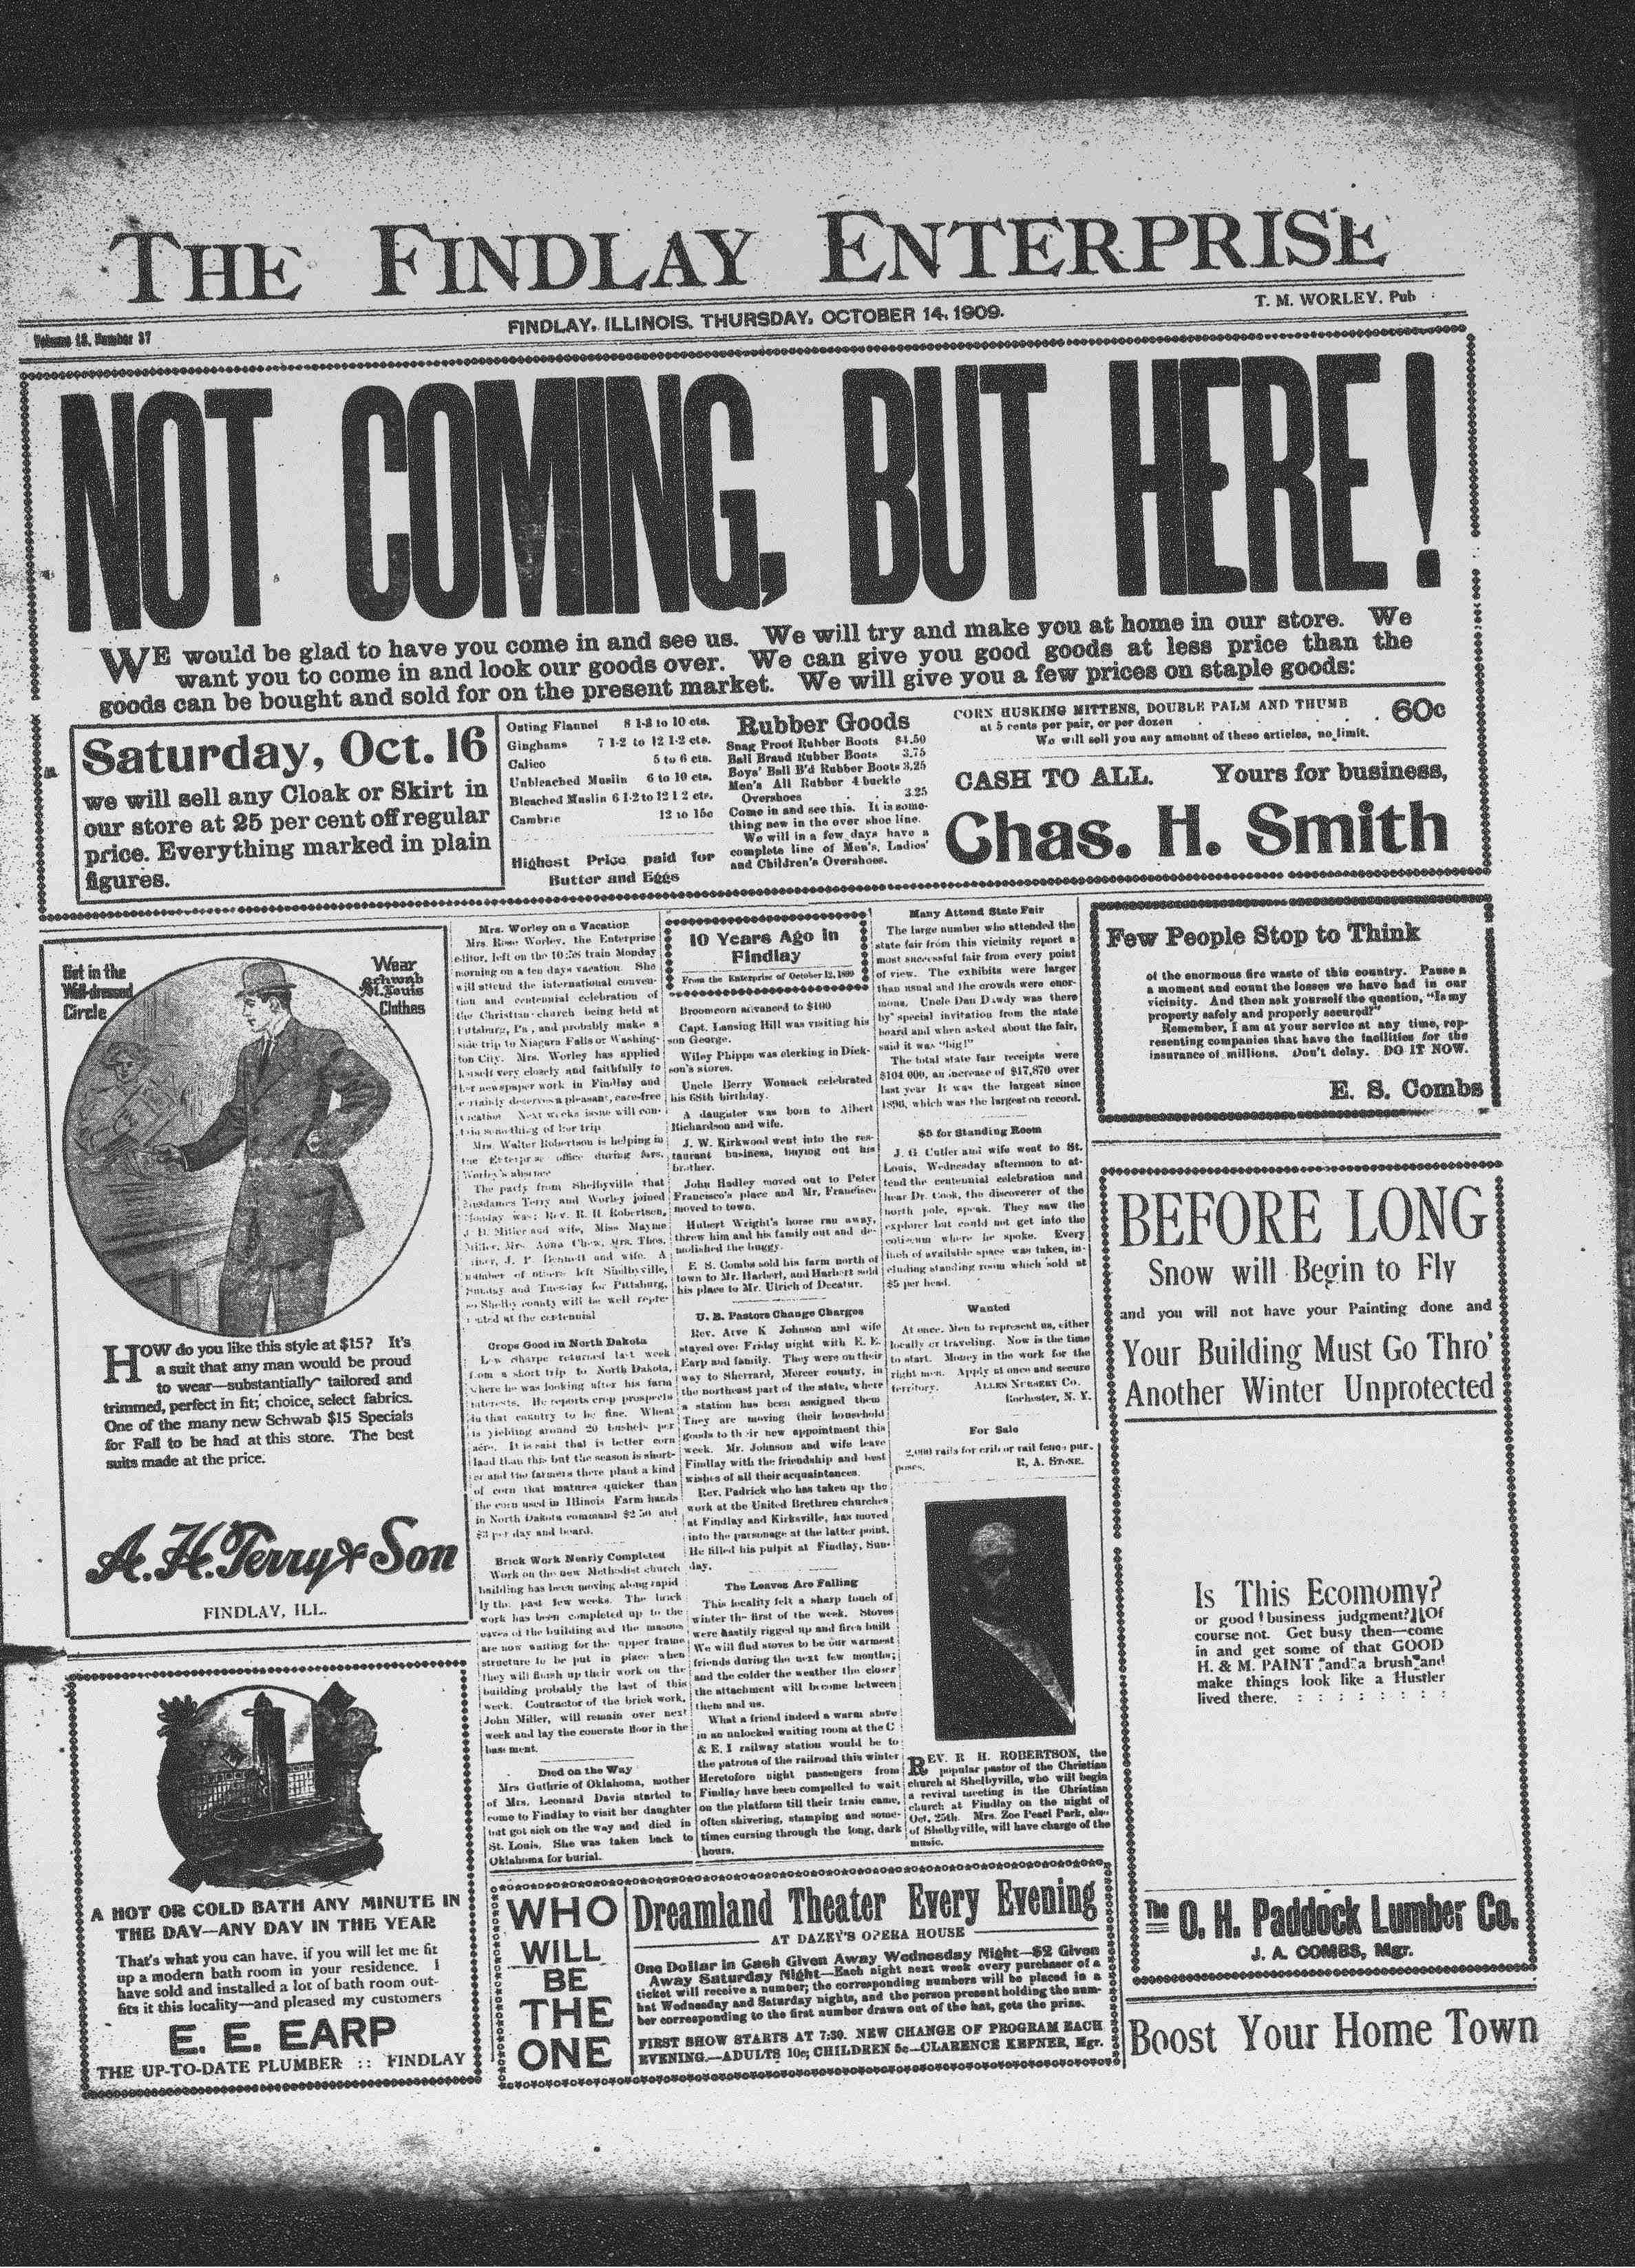 THE FINDLAY ENTERPRISE
Volume 18, Number 37
FINDLAY, ILLINOIS, THURSDAY, OCTOBER 14, 1909.
T. M. WORLEY, Pub
NOT COMING, BUT HERE!
WE would be glad to have you come in and see us. We will try and make you at home in our store. We
want you to come in and look our goods over. We can give you good goods at less price than the
goods can be bought and sold for on the present market. We will give you a few prices on staple goods:
Saturday, Oct. 16
we will sell any Cloak or Skirt in
our store at 25 per cent off regular
price. Everything marked in plain
figures.
Outing Flannel 8 1-3 to 10 cts.
Ginghams 7 1-2 to 12 1-2 cts.
Calico 5 to 6 cts.
Unbleached Muslin 6 to 10 cts.
Bleached Muslin 6 1-2 to 12 1 2 cts.
Cambric 12 to 15c
Highest Price paid for
Butter and Eggs
Rubber Goods
Snag Proof Rubber Boots $4.50
Ball Brand Rubber Boots 3.75
Boys' Ball B'd Rubber Boots 3,25
Men's All Rubber 4 buckle
Overshoes . . 3.25
Come in and see this. It is some-
thing new in the over shoe line.
We will in a few days have a
complete line of Men's, Ladies'
and Children's Overshoes.
CORN HUSKING MITTENS, DOUBLE PALM AND THUMB
at 5 cents per pair, or per dozen . . . . . . 60c
We will sell you any amount of these articles, no limit.
CASH TO ALL. Yours for business,
Chas. H. Smith
Get in the
Well-dressed
Circle
Wear
Schwab
St. Louis
Clothes
HOW do you like this style at $15? It's
a suit that any man would be proud
to wear—substantially tailored and
trimmed, perfect in fit; choice, select fabrics.
One of the many new Schwab $15 Specials
for Fall to be had at this store. The best
suits made at the price.
A. H. Terry & Son
FINDLAY, ILL.
A HOT OR COLD BATH ANY MINUTE IN
THE DAY—ANY DAY IN THE YEAR
That's what you can have, if you will let me fit
up a modern bath room in your residence. I
have sold and installed a lot of bath room out-
fits it this locality—and pleased my customers
E. E. EARP
THE UP-TO-DATE PLUMBER :: FINDLAY
Mrs. Worley on a Vacation
Mrs. Rose Worley, the Enterprise
editor, left on the 10:58 train Monday
morning on a ten days vacation. She
will attend the international conven-
tion and centennial celebration of
the Christian church being held at
Pittsburg, Pa, and probably make a
side trip to Niagara Falls or Washing-
ton City. Mrs. Worley has applied
herself very closely and faithfully to
her newspaper work in Findlay and
certainly deserves a pleasant, care-free
vacation Next weeks issue will con-
tain something of her trip
Mrs. Walter Robertson is helping in
the Enterprise office during Mrs.
Worley's absence
The party from Shelbyville that
Mesdames Terry and Worley joined
Monday was: Rev. R. H. Robertson,
J D. Miller and wife, Miss Mayme
Miller, Mrs. Anna Chew, Mrs. Thos.
J. P. Bennett and wife. A
number of others left Shelbyville,
Sunday and Tuesday for Pittsburg,
so Shelby county will be well repre-
sented at the centennial
Crops Good in North Dakota
Lew Sharpe returned last week
from a short trip to North Dakota,
where he was looking after his farm
interests. He reports crop prospects
in that country to be fine. Wheat
is yielding around 20 bushels per
acre. It is said that is better corn
land than this but the season is short-
er and the farmers there plant a kind
of corn that matures quicker than
the corn used in Illinois Farm hands
in North Dakota command $2 50 and
$3 per day and board.
Brick Work Nearly Completed
Work on the new Methodist church
building has been moving along rapid
ly the past few weeks. The brick
work has been completed up to the
eaves of the building and the masons
are now waiting for the upper frame
structure to be put in place when
they will finish up their work on the
building probably the last of this
week. Contractor of the brick work,
John Miller, will remain over next
week and lay the concrate floor in the
base ment.
Died on the Way
Mrs Guthrie of Oklahoma, mother
of Mrs. Leonard Davis started to
come to Findlay to visit her daughter
but got sick on the way and died in
St. Louis. She was taken back to
Oklahoma for burial.
10 Years Ago in
Findlay
From the Enterprise of October 12, 1899
Broomcorn advanced to $100
Capt. Lansing Hill was visiting his
son George.
Wiley Phipps was clerking in Dick-
son's stores.
Uncle Berry Womack celebrated
his 68th birthday.
A daugnter was born to Albert
Richardson and wife.
J. W. Kirkwood went into the res-
taurant business, buying out his
brother.
John Hadley moved out to Peter
Francisco's place and Mr. Francisco
moved to town.
Hubert Wright's horse ran away,
threw him and his family out and de-
molished the buggy.
E. S. Combs sold his farm north of
town to Mr. Harbert, and Harbert sold
his place to Mr. Ulrich of Decatur.
U. B. Pastors Change Charges
Rev. Arve K Johnson and wife
stayed over Friday night with E. E.
Earp and family. They were on their
way to Sherrard, Mercer county, in
the northeast part of the state, where
a station has been assigned them
They are moving their household
goods to their new appointment this
week. Mr. Johnson and wife leave
Findlay with the friendship and best
wishes of all their acquaintances.
Rev. Padrick who has taken up the
work at the United Brethren churches
at Findlay and Kirksville, has moved
into the parsonage at the latter point.
He filled his pulpit at Findlay, Sun-
day.
The Leaves Are Falling
This locality felt a sharp touch of
winter the first of the week. Stoves
were hastily rigged up and fires built
We will find stoves to be our warmest
friends during the next few months;
and the colder the weather the closer
the attachment will become between
them and us.
What a friend indeed a warm stove
in an unlocked waiting room at the C
& E. I railway station would be to
the patrons of the railroad this winter
Heretofore night passengers from
Findlay have been compelled to wait
on the platform till their train came,
often shivering, stamping and some-
times cursing through the long, dark
hours.
Many Attend State Fair
The large number who attended the
state fair from this vicinity report a
most successful fair from every point
of view. The exhibits were larger
than usual and the crowds were enor-
mous. Uncle Dan Dawdy was there
by special invitation from the state
board and when asked about the fair,
said it was "big!"
The total state fair receipts were
$104 000, an increase of $17,870 over
last year It was the largest since
1896, which was the largest on record.
$5 for Standing Room
J. G Cutler and wife went to St.
Louis, Wednesday afternoon to at-
tend the centennial celebration and
hear Dr. Cook, the discoverer of the
north pole, speak. They saw the
explorer but could not get into the
coliseum where he spoke. Every
inch of available space was taken, in-
cluding standing room which sold at
$5 per head.
Wanted
At once. Men to represent us, either
locally or traveling. Now is the time
to start. Money in the work for the
right men. Apply at once and secure
territory. ALLEN NURSERY CO.
Rochester, N. Y.
For Sale
2,000 rails for crib or rail fence pur-
poses. R. A. STONE.
REV. R H. ROBERTSON, the
popular pastor of the Christian
church at Shelbyville, who will begin
a revival meeting in the Christian
church at Findlay on the night of
Oct. 25th. Mrs. Zoe Pearl Park, also
of Shelbyville, will have charge of the
music.
WHO
WILL
BE
THE
ONE
Dreamland Theater Every Evening
AT DAZEY'S OPERA HOUSE
One Dollar in Cash Given Away Wednesday Night—$2 Given
Away Saturday Night—Each night next week every purchaser of a
ticket will receive a number; the corresponding numbers will be placed in a
hat Wednesday and Saturday nights, and the person present holding the num-
ber corresponding to the first number drawn out of the hat, gets the prize.
FIRST SHOW STARTS AT 7:30. NEW CHANGE OF PROGRAM EACH
EVENING.—ADULTS 10c; CHILDREN 5c—CLARENCE KEPNER, Mgr.
Few People Stop to Think
of the enormous fire waste of this country. Pause a
a moment and count the losses we have had in our
vicinity. And then ask yourself the question, "Is my
property safely and properly secured?"
Remember, I am at your service at any time, rep-
resenting companies that have the facilities for the
insurance of millions. Don't delay. DO IT NOW.
E. S. Combs
BEFORE LONG
Snow will Begin to Fly
and you will not have your Painting done and
Your Building Must Go Thro'
Another Winter Unprotected
Is This Ecomomy?
or good business judgment? Of
course not. Get busy then—come
in and get some of that GOOD
H. & M. PAINT and a brush and
make things look like a Hustler
lived there. : : : : : : : :
The O. H. Paddock Lumber Co.
J. A. COMBS, Mgr.
Boost Your Home Town